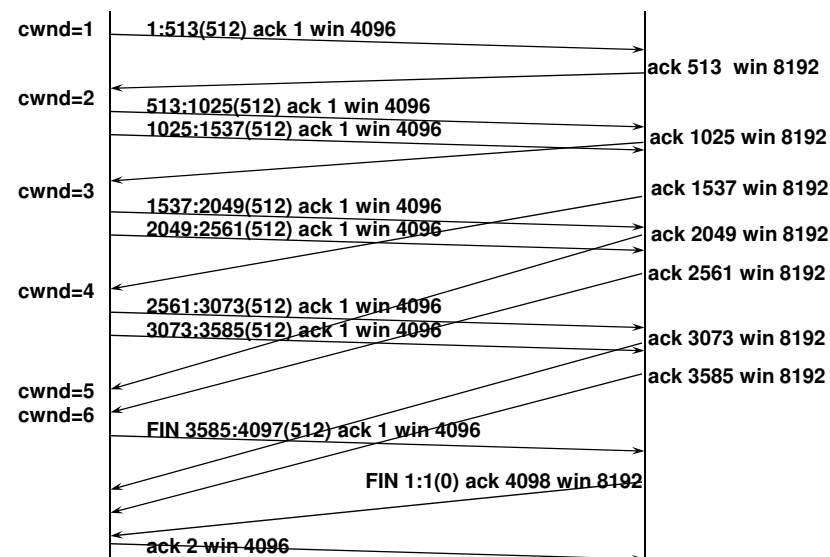 cwnd=1
1:513(512) ack 1 win 4096
ack 513 win 8192
cwnd=2
513:1025(512) ack 1 win 4096
1025:1537(512) ack 1 win 4096
ack 1025 win 8192
cwnd=3
ack 1537 win 8192
1537:2049(512) ack 1 win 4096
2049:2561(512) ack 1 win 4096
ack 2049 win 8192
ack 2561 win 8192
cwnd=4
2561:3073(512) ack 1 win 4096
3073:3585(512) ack 1 win 4096
ack 3073 win 8192
ack 3585 win 8192
cwnd=5
cwnd=6
FIN 3585:4097(512) ack 1 win 4096
FIN 1:1(0) ack 4098 win 8192
ack 2 win 4096